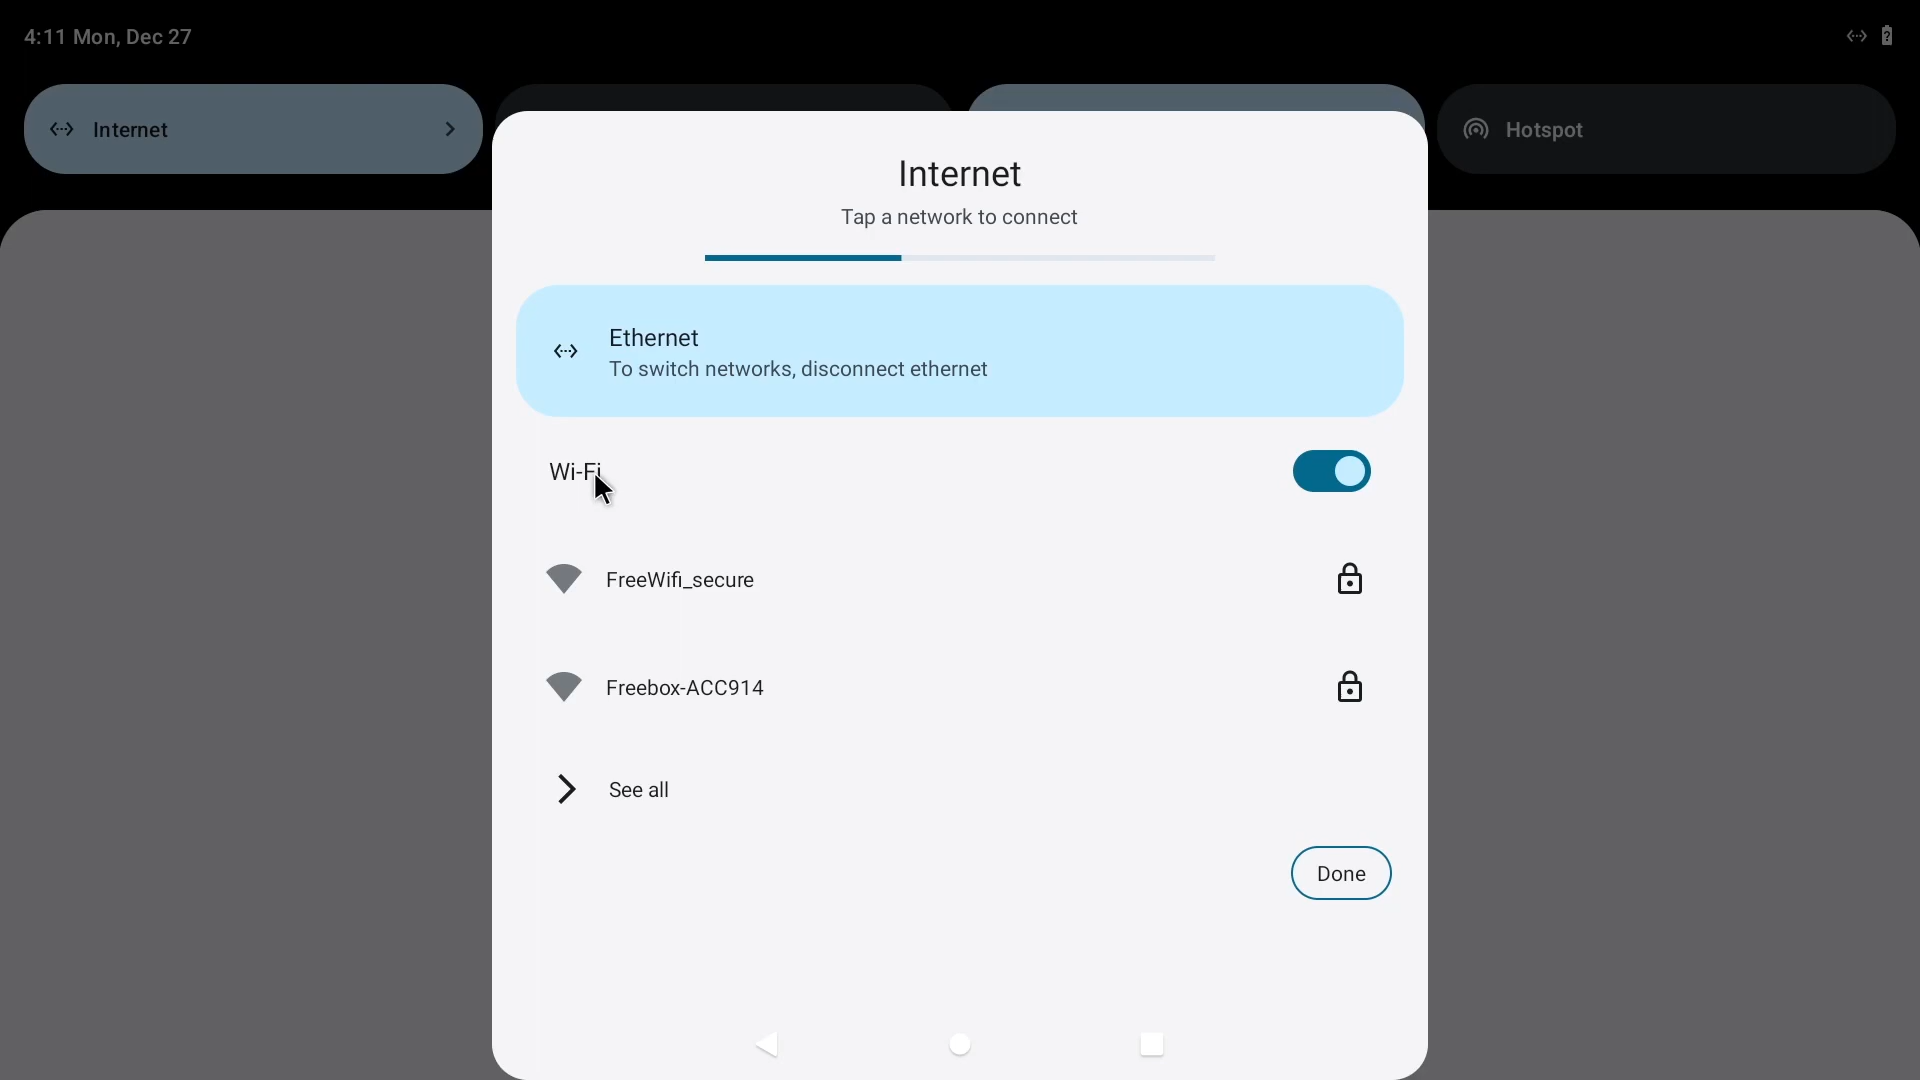 4:11 Mon, Dec 27
Internet
Hotspot
Internet
Tap a network to connect
Ethernet
To switch networks, disconnect ethernet
Wi-Fi
FreeWifi_secure
Freebox-ACC914
See all
Done